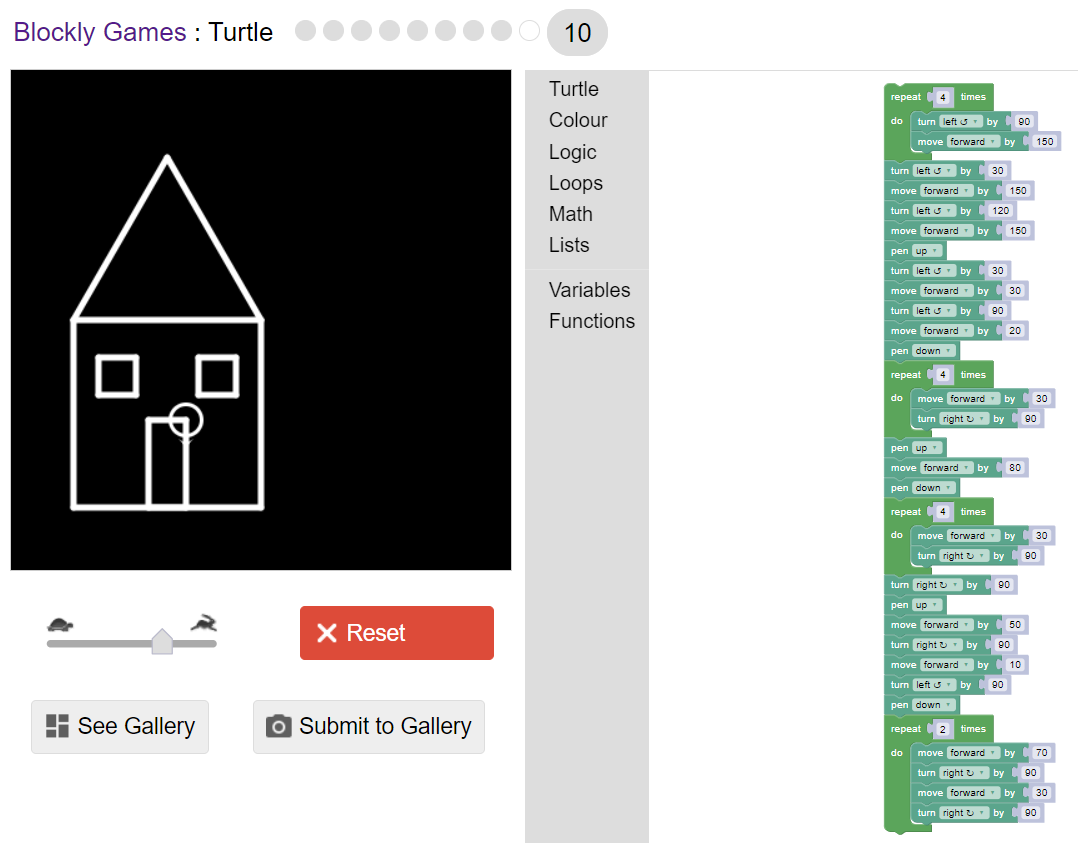 Blockly Games : Turtle 10
Turtle
Colour
Logic
Loops
Math
Lists
Variables
Functions
repeat 4 times
do turn left ↺ by 90
move forward by 150
turn left ↺ by 30
move forward by 150
turn left ↺ by 120
move forward by 150
pen up
turn left ↺ by 30
move forward by 30
turn left ↺ by 90
move forward by 20
pen down
repeat 4 times
do move forward by 30
turn right ↻ by 90
pen up
move forward by 80
pen down
repeat 4 times
do move forward by 30
turn right ↻ by 90
turn right ↻ by 90
pen up
move forward by 50
turn right ↻ by 90
move forward by 10
turn left ↺ by 90
pen down
repeat 2 times
do move forward by 70
turn right ↻ by 90
move forward by 30
turn right ↻ by 90
Reset
See Gallery
Submit to Gallery